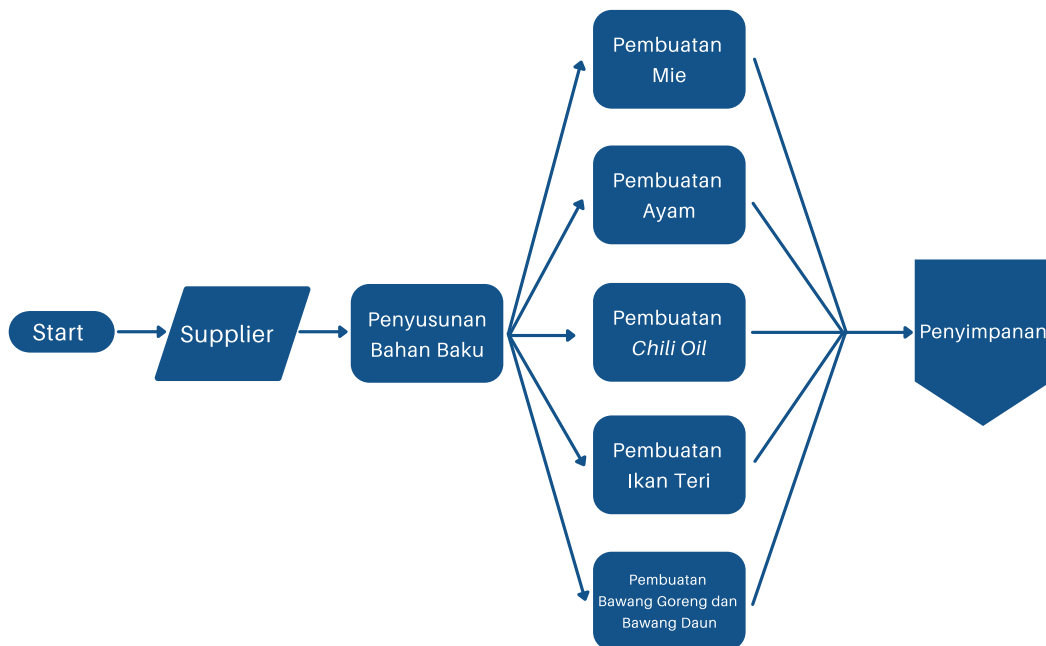 Start
Supplier
Penyusunan
Bahan Baku
Pembuatan
Mie
Pembuatan
Ayam
Pembuatan
Chili Oil
Pembuatan
Ikan Teri
Pembuatan
Bawang Goreng dan
Bawang Daun
Penyimpanan